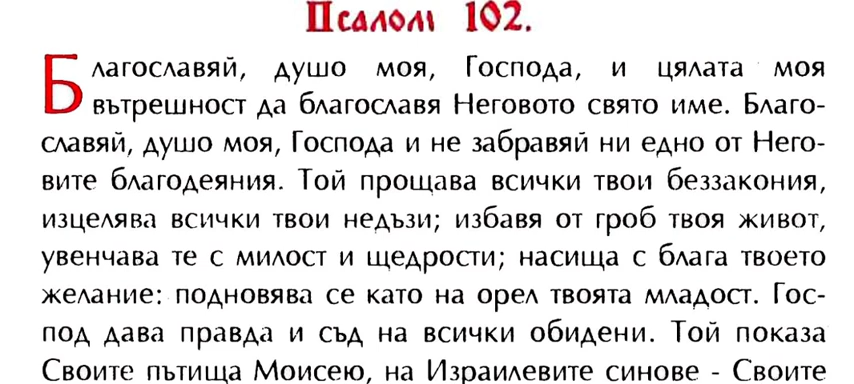 Псаломъ 102.
Благославяй, душо моя, Господа, и цялата моя
вътрешност да благославя Неговото свято име. Благо-
славяй, душо моя, Господа и не забравяй ни едно от Него-
вите благодеяния. Той прощава всички твои беззакония,
изцелява всички твои недъзи; избавя от гроб твоя живот,
увенчава те с милост и щедрости; насища с блага твоето
желание: подновява се като на орел твоята младост. Гос-
под дава правда и съд на всички обидени. Той показа
Своите пътища Моисею, на Израилевите синове - Своите